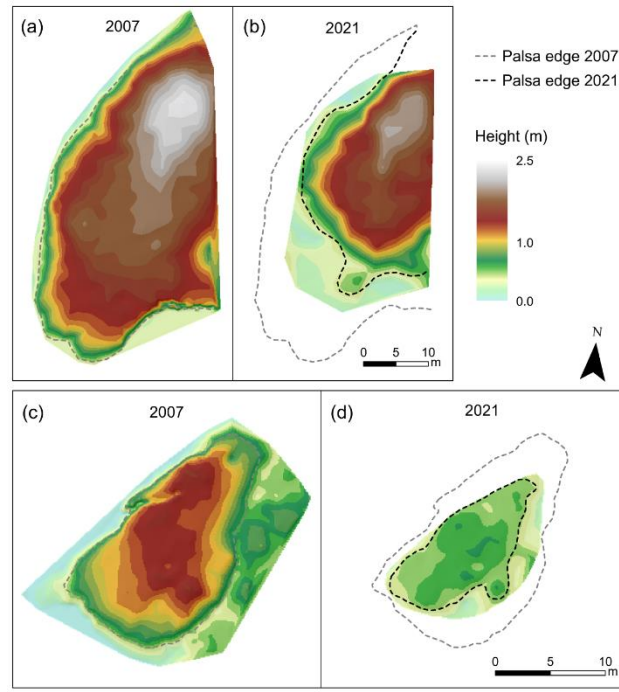 (a) 2007
(b) 2021
Palsa edge 2007
Palsa edge 2021
Height (m)
2.5
1.0
0.0
N
0 5 10
m
(c) 2007
(d) 2021
0 5 10
m